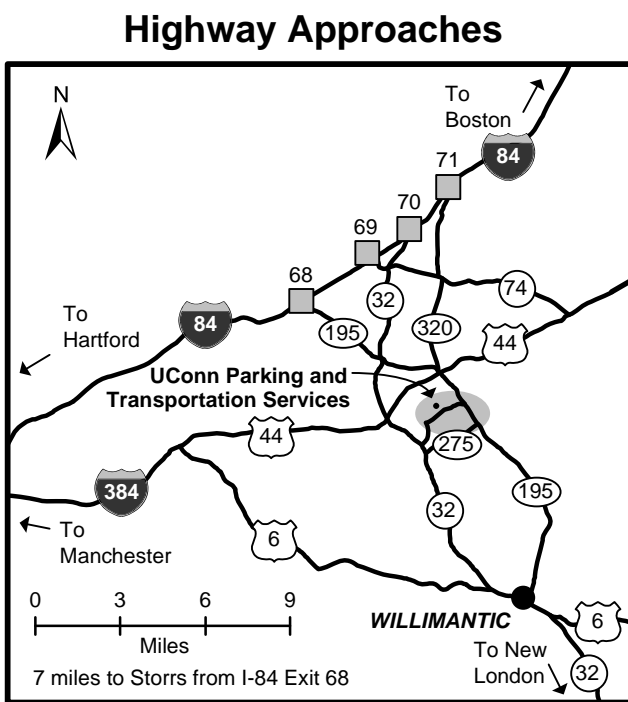 Highway Approaches
N
To
Boston
84
71
70
69
68
74
32
To
Hartford
84
195
320
44
UConn Parking and
Transportation Services
44
275
384
195
32
To
Manchester
6
0 3 6 9
Miles
WILLIMANTIC
6
To New
London
32
7 miles to Storrs from I-84 Exit 68